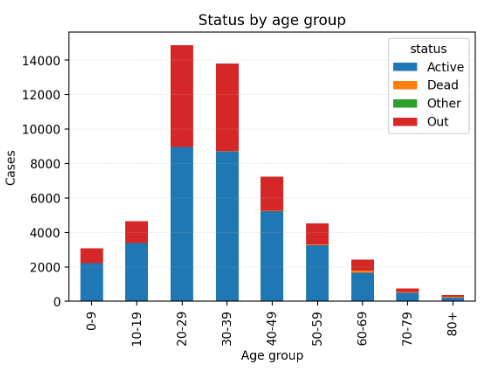 Status by age group
status
Active
Dead
Other
Out
Cases
14000
12000
10000
8000
6000
4000
2000
0
0-9
10-19
20-29
30-39
40-49
50-59
60-69
70-79
80+
Age group